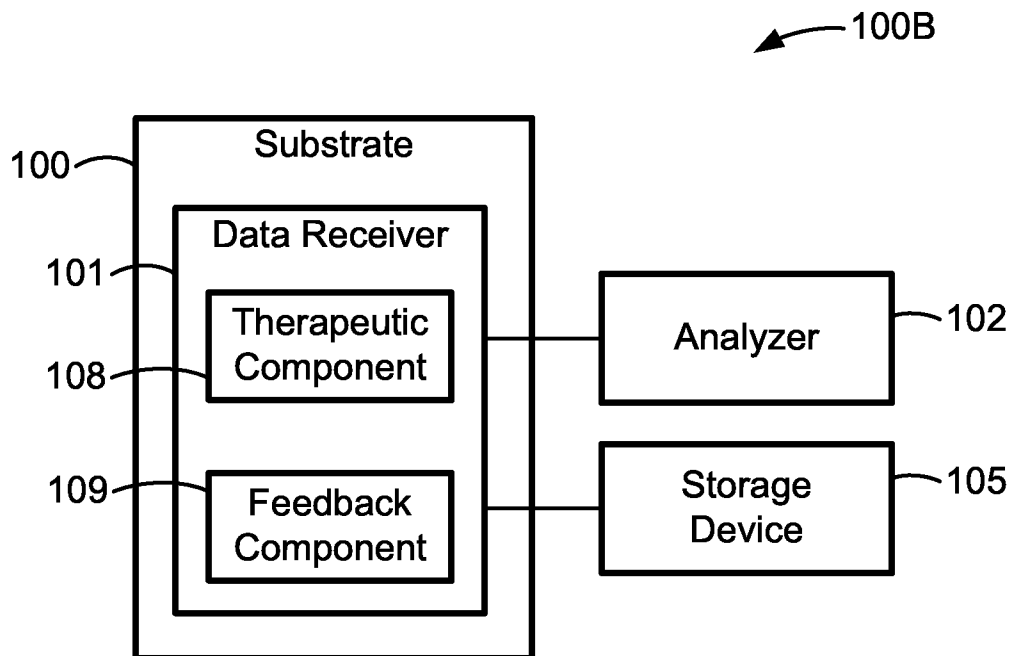 100B
100
Substrate
101
Data Receiver
108
Therapeutic
Component
109
Feedback
Component
Analyzer
102
Storage
Device
105